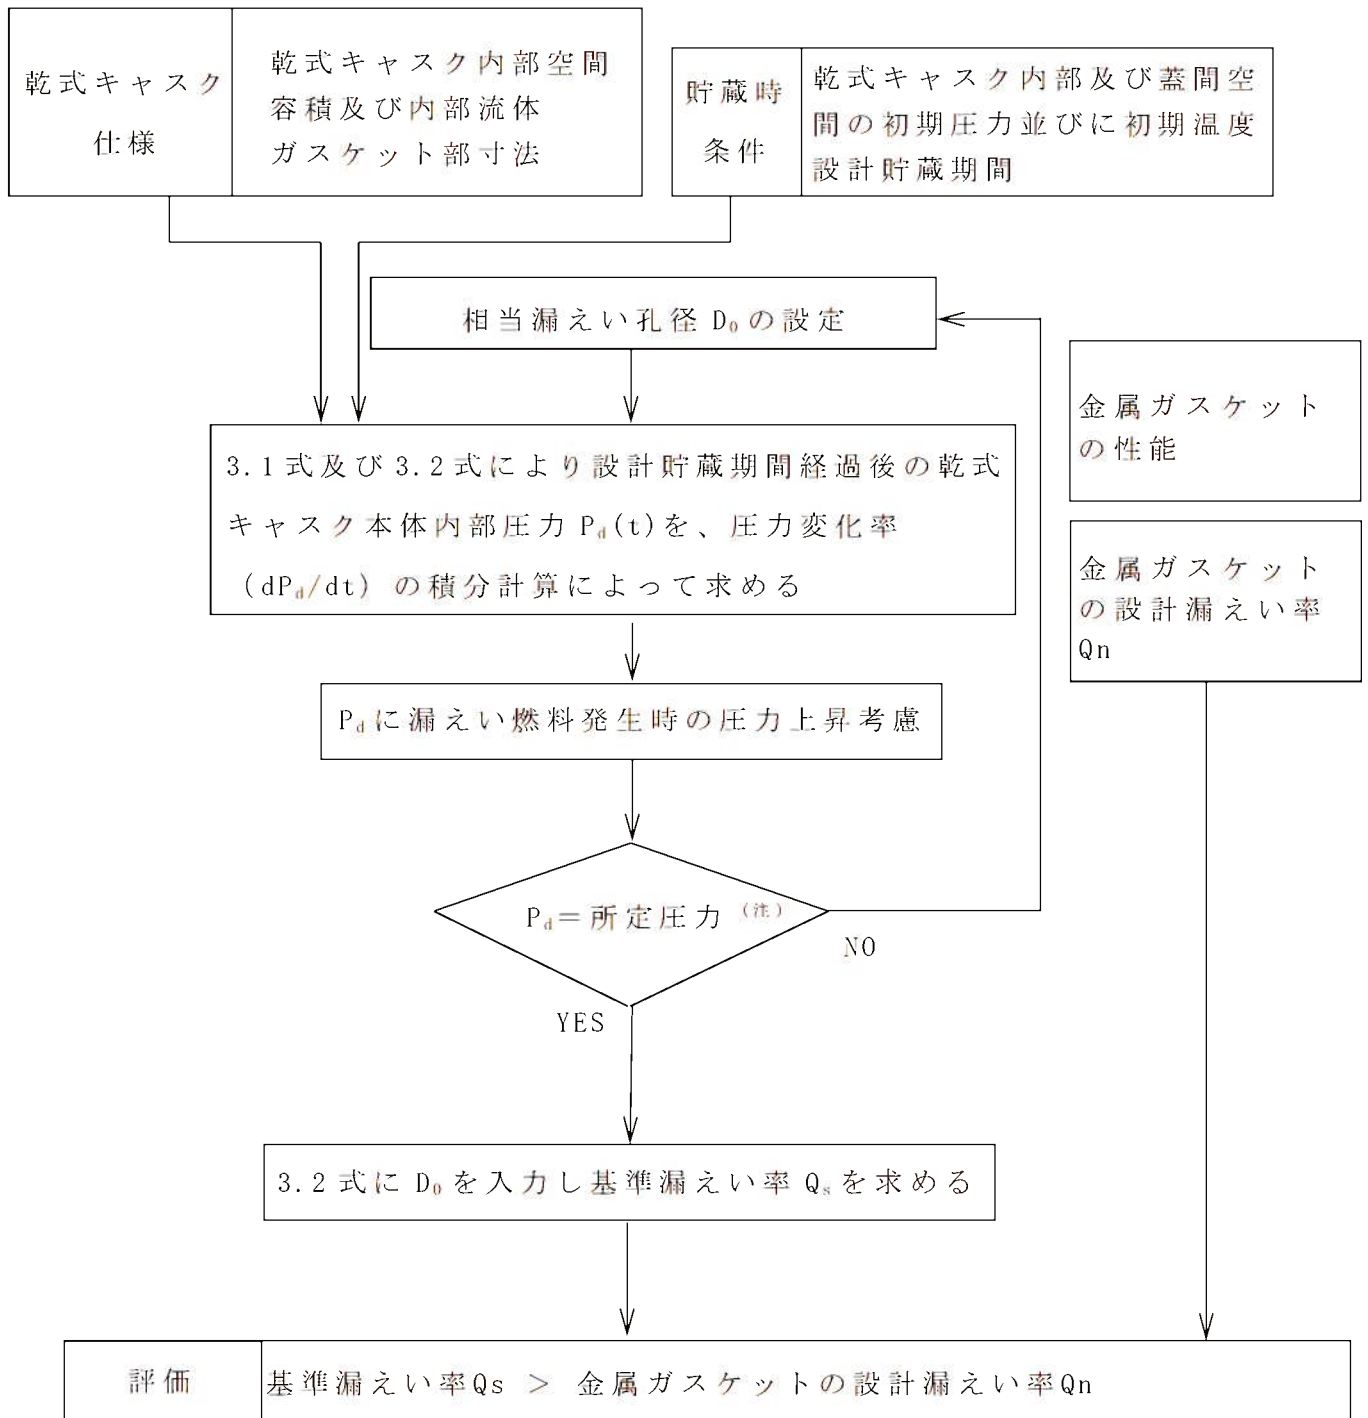 乾式キャスク
仕様
乾式キャスク内部空間
容積及び内部流体
ガスケット部寸法
貯蔵時
条件
乾式キャスク内部及び蓋間空
間の初期圧力並びに初期温度
設計貯蔵期間
相当漏えい孔径 D₀の設定
金属ガスケット
の性能
3.1式及び3.2式により設計貯蔵期間経過後の乾式
キャスク本体内部圧力 Pd(t)を、圧力変化率
(dPd/dt) の積分計算によって求める
金属ガスケット
の設計漏えい率
Qn
Pdに漏えい燃料発生時の圧力上昇考慮
Pd＝所定圧力 (注)
NO
YES
3.2式に D₀を入力し基準漏えい率 Qsを求める
評価
基準漏えい率Qs > 金属ガスケットの設計漏えい率Qn